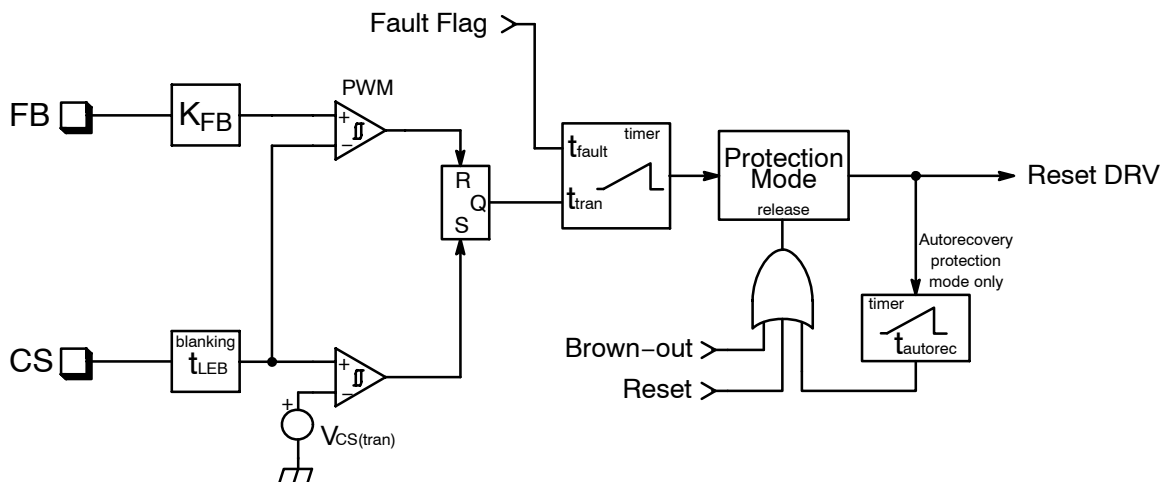 Fault Flag
PWM
FB
KFB
+
−
timer
tfault
ttran
R
Q
S
Protection
Mode
release
Reset DRV
Autorecovery
protection
mode only
timer
tautorec
CS
blanking
tLEB
+
−
+
VCS(tran)
Brown−out
Reset